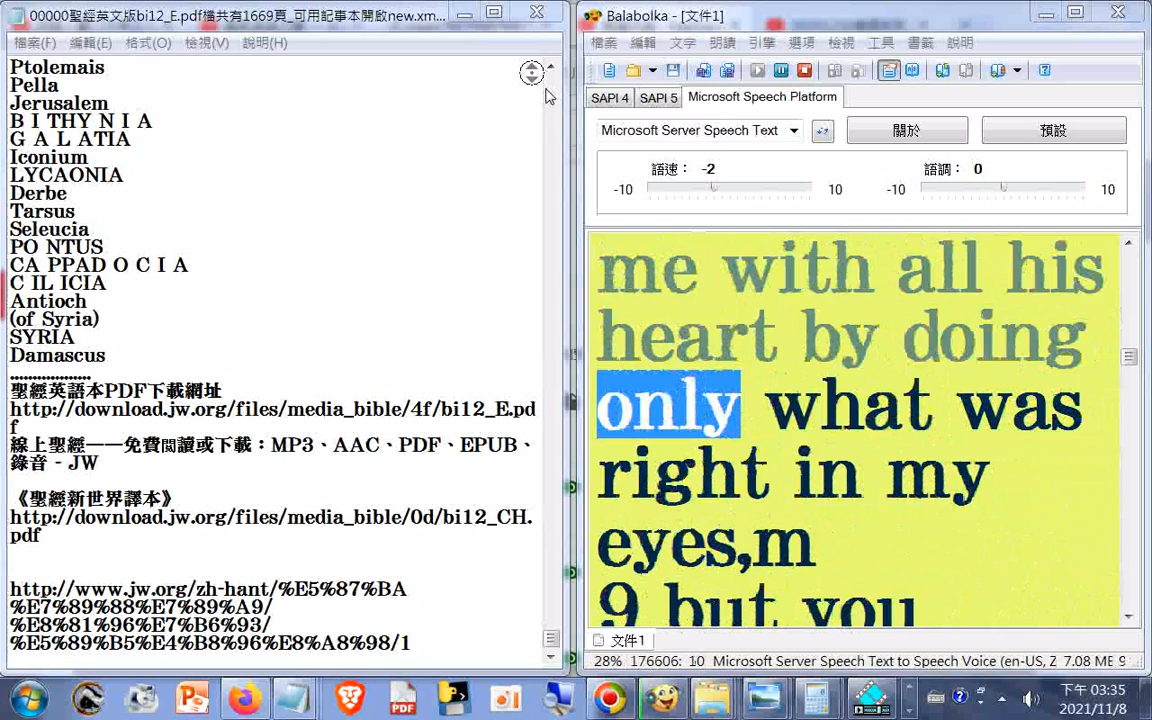 00000聖經英文版bi12_E.pdf檔共有1669頁_可用記事本開啟new.xm...
檔案(F) 編輯(E) 格式(O) 檢視(V) 說明(H)
Ptolemais
Pella
Jerusalem
B I THY N I A
G A L ATIA
Iconium
LYCAONIA
Derbe
Tarsus
Seleucia
PO NTUS
CA PPAD O C I A
C IL ICIA
Antioch
(of Syria)
SYRIA
Damascus
..................
聖經英語本PDF下載網址
http://download.jw.org/files/media_bible/4f/bi12_E.pd
f
線上聖經——免費閱讀或下載：MP3、AAC、PDF、EPUB、
錄音 - JW
《聖經新世界譯本》
http://download.jw.org/files/media_bible/0d/bi12_CH.
pdf
http://www.jw.org/zh-hant/%E5%87%BA
%E7%89%88%E7%89%A9/
%E8%81%96%E7%B6%93/
%E5%89%B5%E4%B8%96%E8%A8%98/1
Balabolka - [文件1]
檔案 編輯 文字 朗讀 引擎 選項 檢視 工具 書籤 說明
SAPI 4 SAPI 5 Microsoft Speech Platform
Microsoft Server Speech Text 關於 預設
語速： -2 語調： 0
-10 10 -10 10
me with all his
heart by doing
only what was
right in my
eyes,m
9 but you
文件1
28% 176606: 10 Microsoft Server Speech Text to Speech Voice (en-US, Z 7.08 ME 9
PDF
下午 03:35
2021/11/8